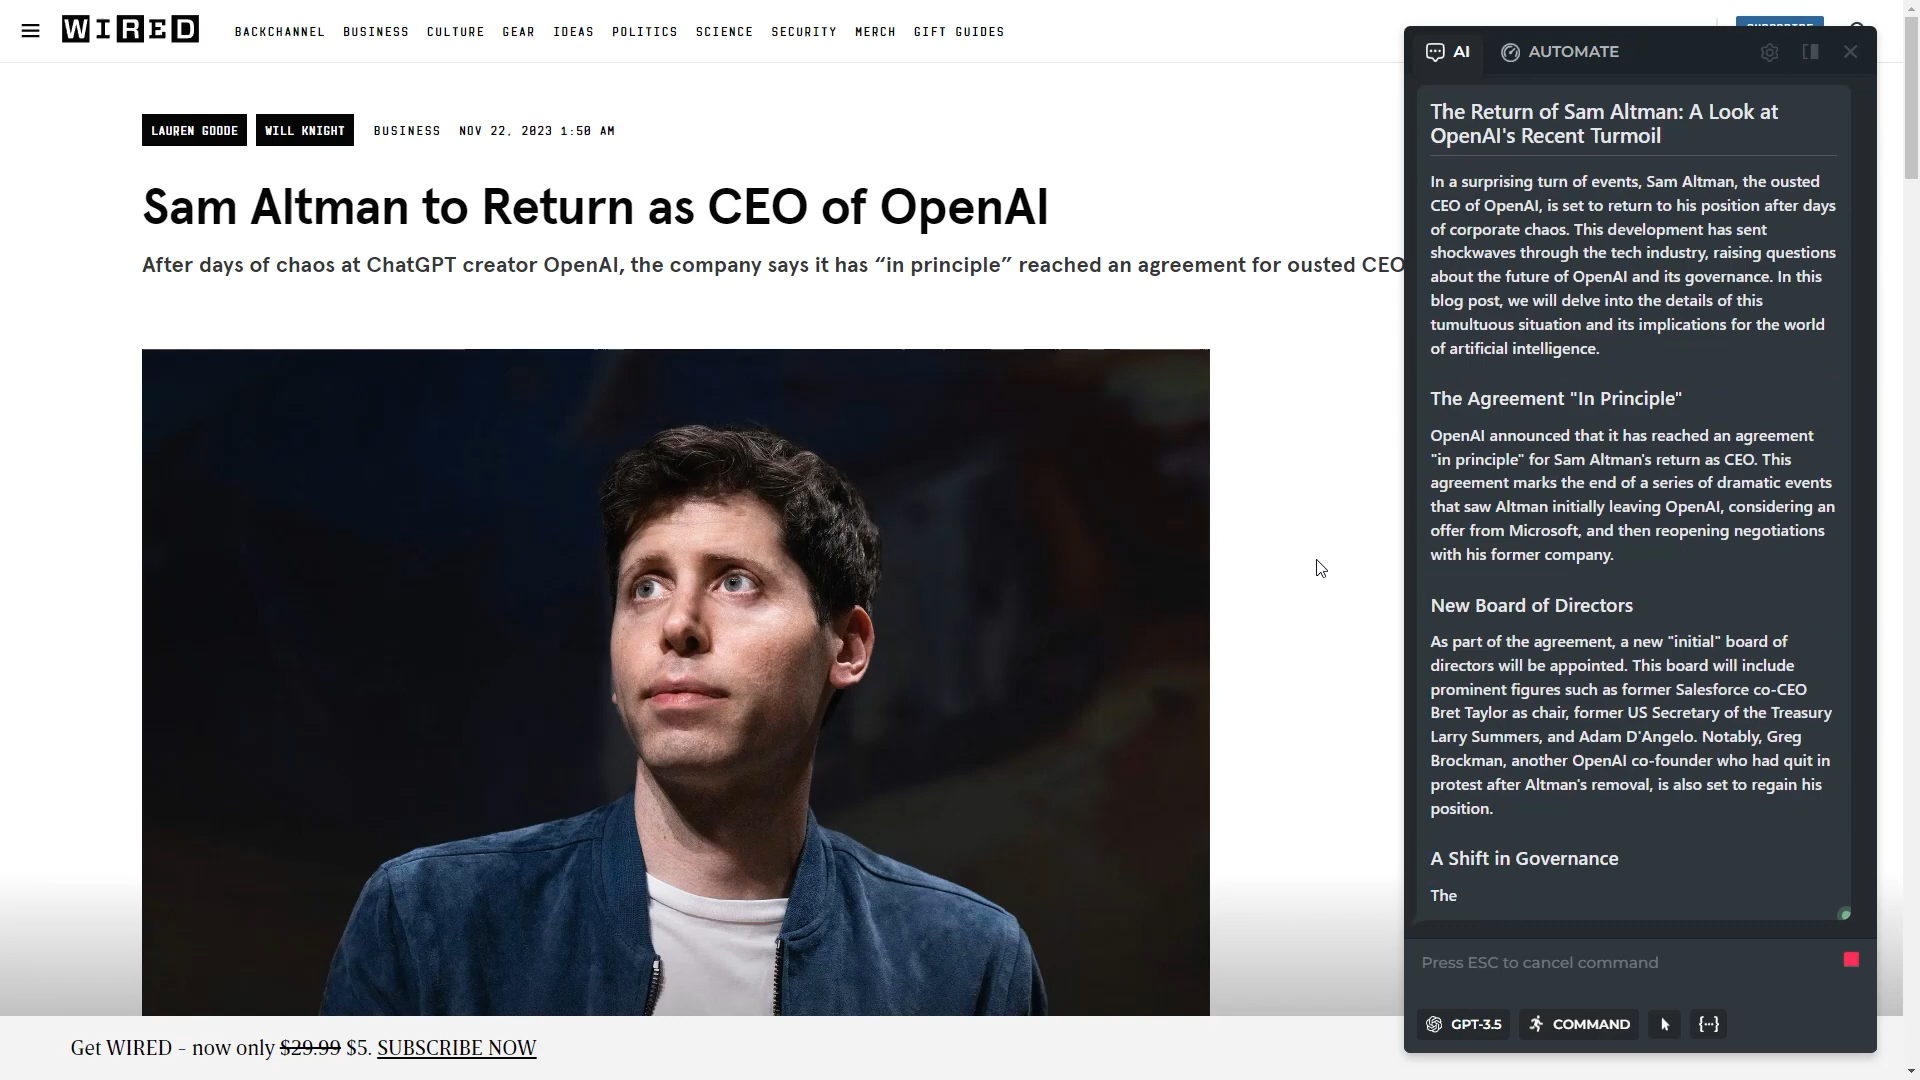 WIRED
BACKCHANNEL BUSINESS CULTURE GEAR IDEAS POLITICS SCIENCE SECURITY MERCH GIFT GUIDES
LAUREN GOODE WILL KNIGHT BUSINESS NOV 22, 2023 1:50 AM
Sam Altman to Return as CEO of OpenAI
After days of chaos at ChatGPT creator OpenAI, the company says it has “in principle” reached an agreement for ousted CEO
Get WIRED - now only $29.99 $5. SUBSCRIBE NOW
AI AUTOMATE
The Return of Sam Altman: A Look at
OpenAI's Recent Turmoil
In a surprising turn of events, Sam Altman, the ousted
CEO of OpenAI, is set to return to his position after days
of corporate chaos. This development has sent
shockwaves through the tech industry, raising questions
about the future of OpenAI and its governance. In this
blog post, we will delve into the details of this
tumultuous situation and its implications for the world
of artificial intelligence.
The Agreement "In Principle"
OpenAI announced that it has reached an agreement
"in principle" for Sam Altman's return as CEO. This
agreement marks the end of a series of dramatic events
that saw Altman initially leaving OpenAI, considering an
offer from Microsoft, and then reopening negotiations
with his former company.
New Board of Directors
As part of the agreement, a new "initial" board of
directors will be appointed. This board will include
prominent figures such as former Salesforce co-CEO
Bret Taylor as chair, former US Secretary of the Treasury
Larry Summers, and Adam D'Angelo. Notably, Greg
Brockman, another OpenAI co-founder who had quit in
protest after Altman's removal, is also set to regain his
position.
A Shift in Governance
The
Press ESC to cancel command
GPT-3.5 COMMAND